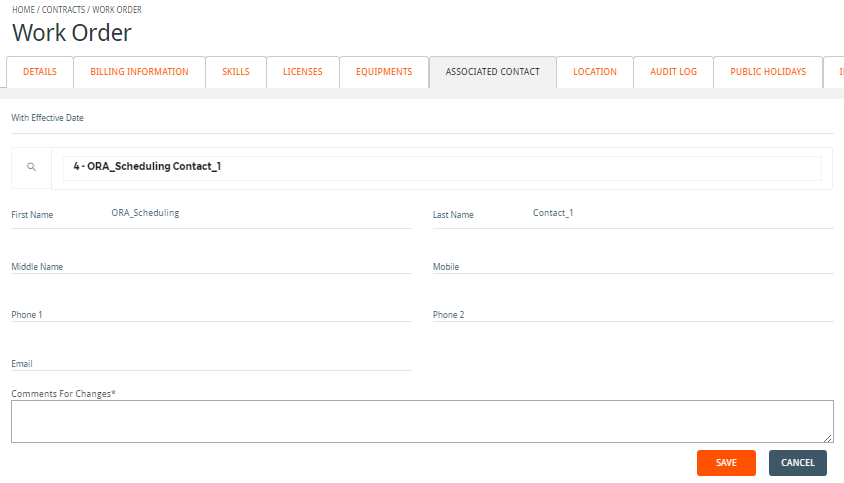 HOME / CONTRACTS / WORK ORDER
Work Order
DETAILS BILLING INFORMATION SKILLS LICENSES EQUIPMENTS ASSOCIATED CONTACT LOCATION AUDIT LOG PUBLIC HOLIDAYS
With Effective Date
4 - ORA_Scheduling Contact_1
First Name ORA_Scheduling Last Name Contact_1
Middle Name Mobile
Phone 1 Phone 2
Email
Comments For Changes*
SAVE CANCEL